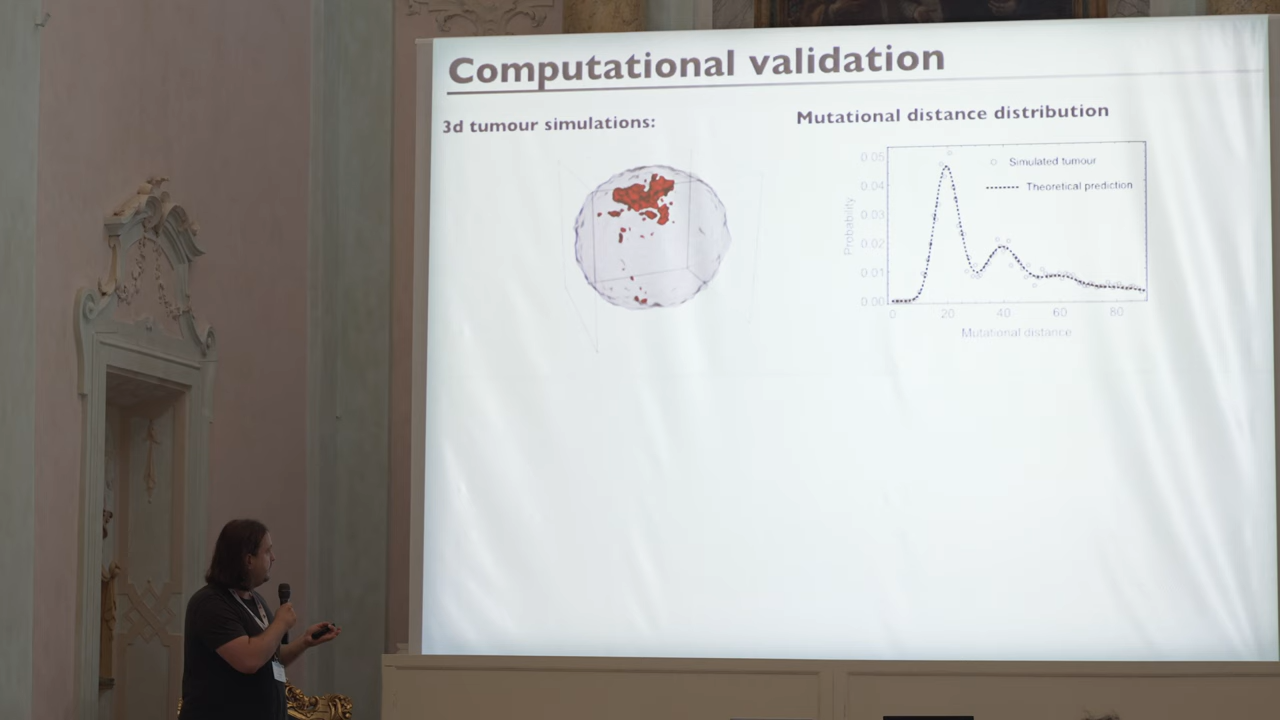 Computational validation
3d tumour simulations:
Mutational distance distribution
Simulated tumour
Theoretical prediction
Probability
0.05
0.04
0.03
0.02
0.01
0.00
0 20 40 60 80
Mutational distance